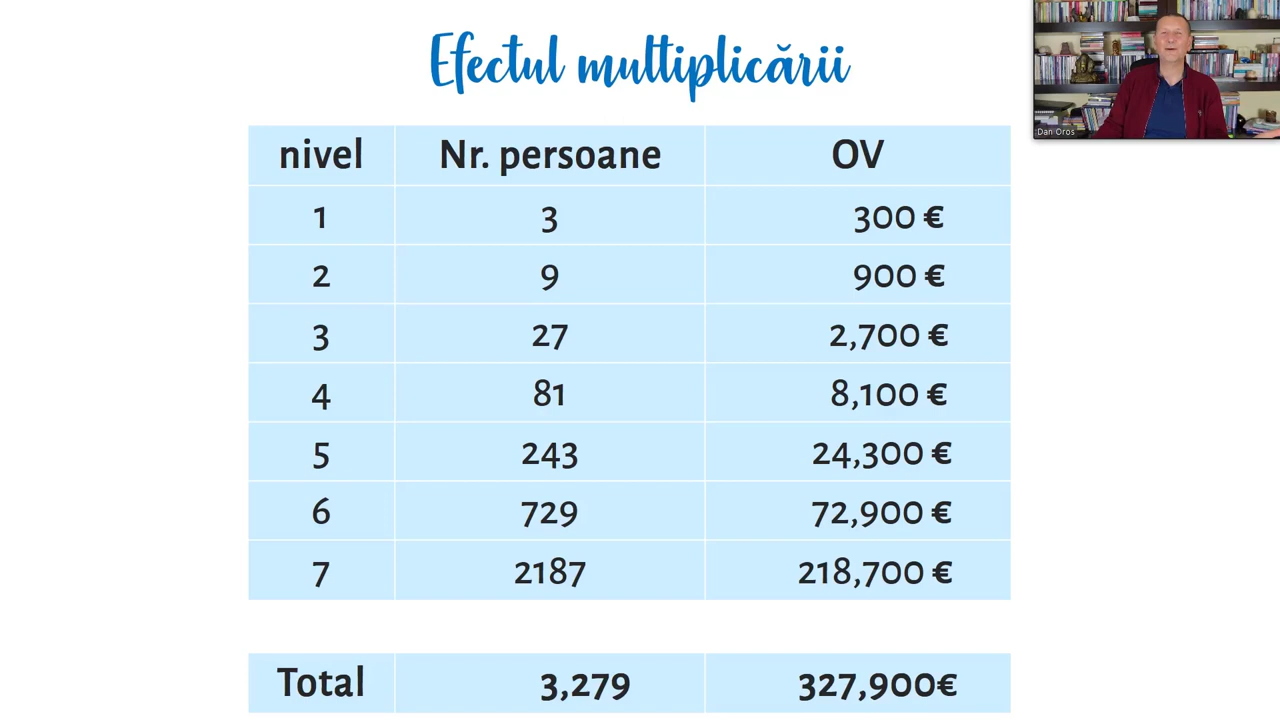 Efectul multiplicării
Dan Oros
nivel Nr. persoane OV
1 3 300 €
2 9 900 €
3 27 2,700 €
4 81 8,100 €
5 243 24,300 €
6 729 72,900 €
7 2187 218,700 €
Total 3,279 327,900€